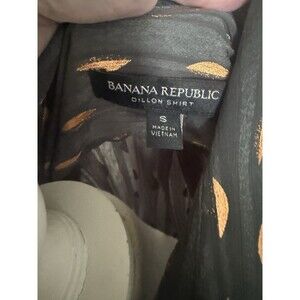 BANANA REPUBLIC
DILLON SHIRT
S
MADE IN
VIETNAM